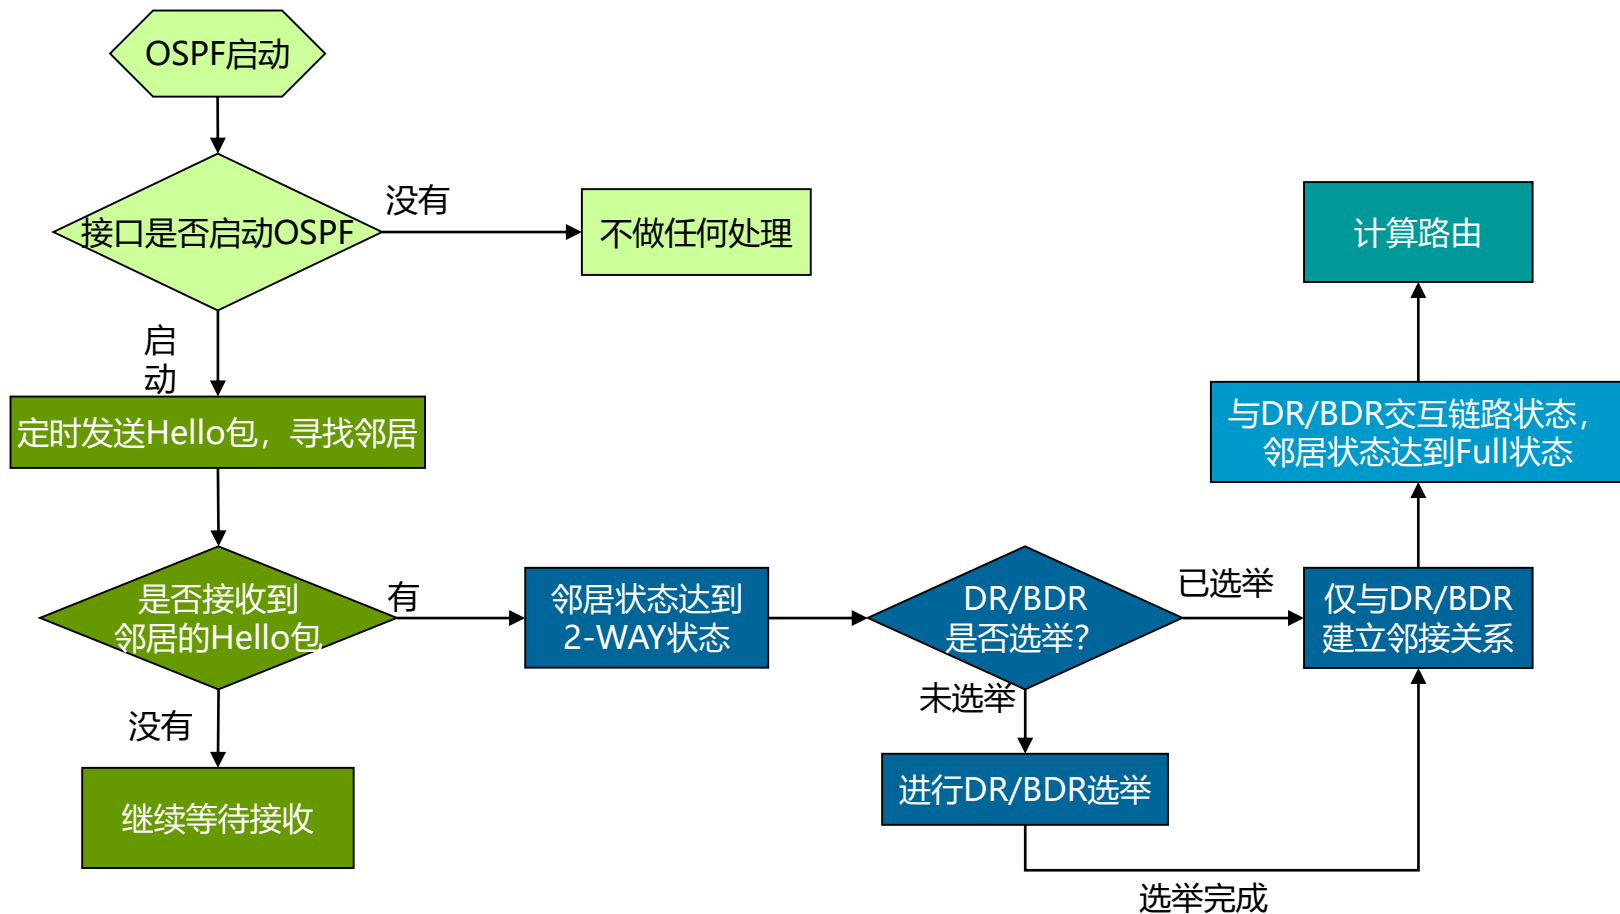 OSPF启动
接口是否启动OSPF
没有
不做任何处理
启
动
定时发送Hello包，寻找邻居
是否接收到
邻居的Hello包
没有
继续等待接收
有
邻居状态达到
2-WAY状态
DR/BDR
是否选举？
未选举
进行DR/BDR选举
选举完成
已选举
仅与DR/BDR
建立邻接关系
与DR/BDR交互链路状态，
邻居状态达到Full状态
计算路由